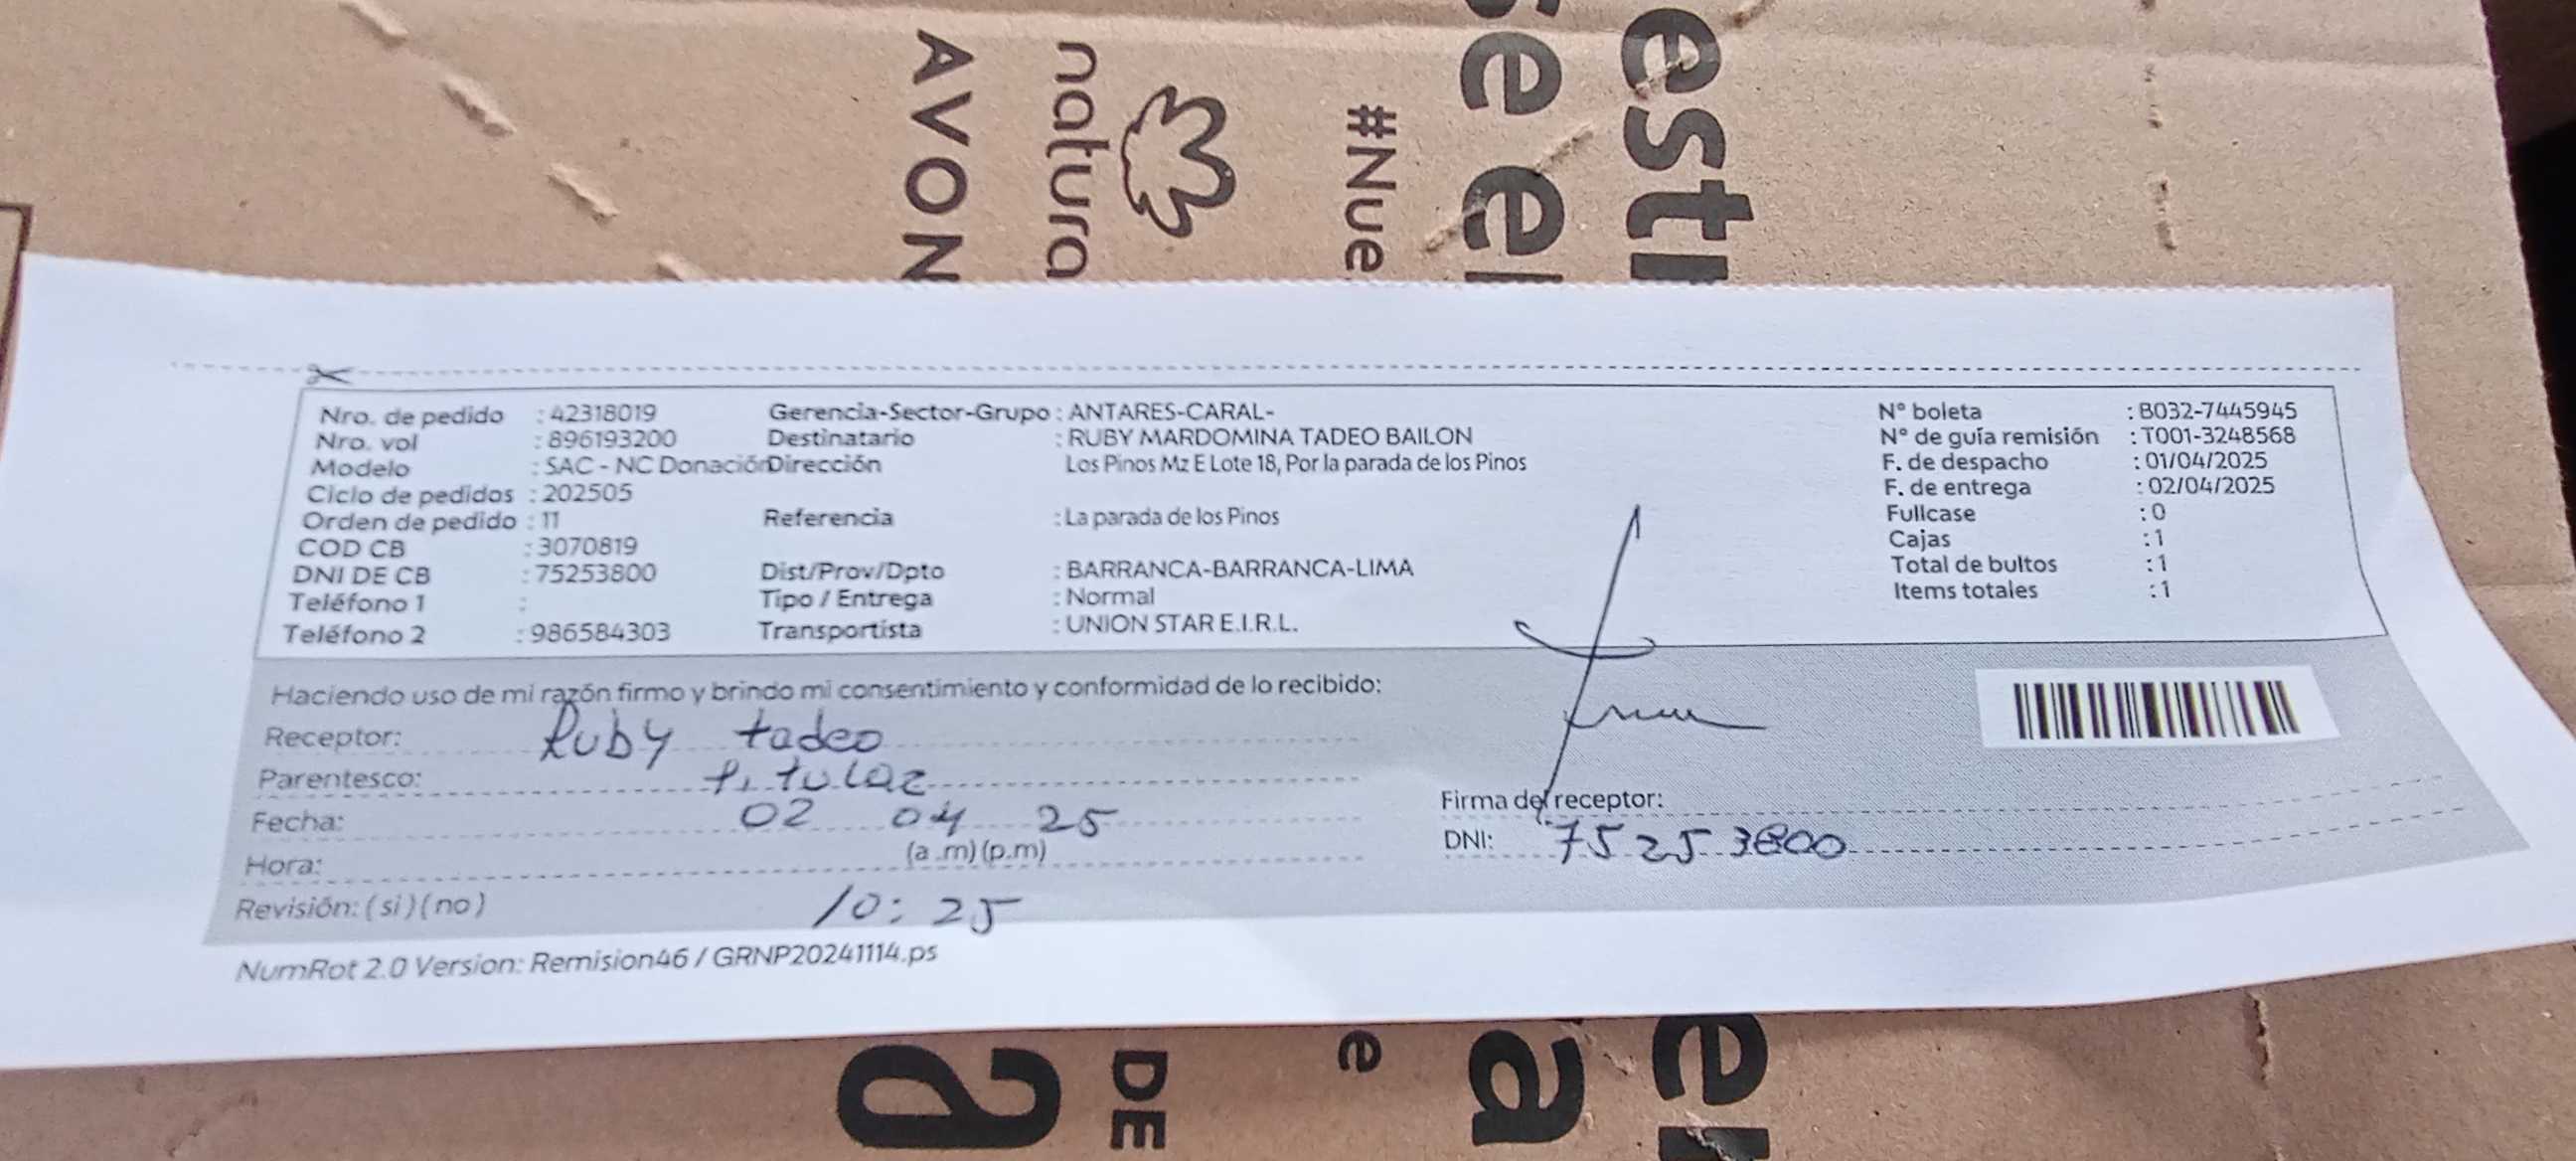 AVON
natura
#Nue
se el
estl
Nro. de pedido : 42318019 Gerencia-Sector-Grupo : ANTARES-CARAL- N° boleta : B032-7445945
Nro. vol : 896193200 Destinatario : RUBY MARDOMINA TADEO BAILON N° de guía remisión : T001-3248568
Modelo : SAC - NC Donación Dirección Los Pinos Mz E Lote 18, Por la parada de los Pinos F. de despacho : 01/04/2025
Ciclo de pedidos : 202505 F. de entrega : 02/04/2025
Orden de pedido : 11 Referencia : La parada de los Pinos Fullcase : 0
COD CB : 3070819 Cajas : 1
DNI DE CB : 75253800 Dist/Prov/Dpto : BARRANCA-BARRANCA-LIMA Total de bultos : 1
Teléfono 1 : Tipo / Entrega : Normal Items totales : 1
Teléfono 2 : 986584303 Transportista : UNION STAR E.I.R.L.
Haciendo uso de mi razón firmo y brindo mi consentimiento y conformidad de lo recibido:
Receptor: Ruby tadeo
Parentesco: titular
Fecha: 02 04 25 Firma del receptor:
Hora: (a .m) (p.m) DNI: 75253800
Revisión: ( si ) ( no ) 10:25
NumRot 2.0 Version: Remision46 / GRNP20241114.ps
DE
e
a
el